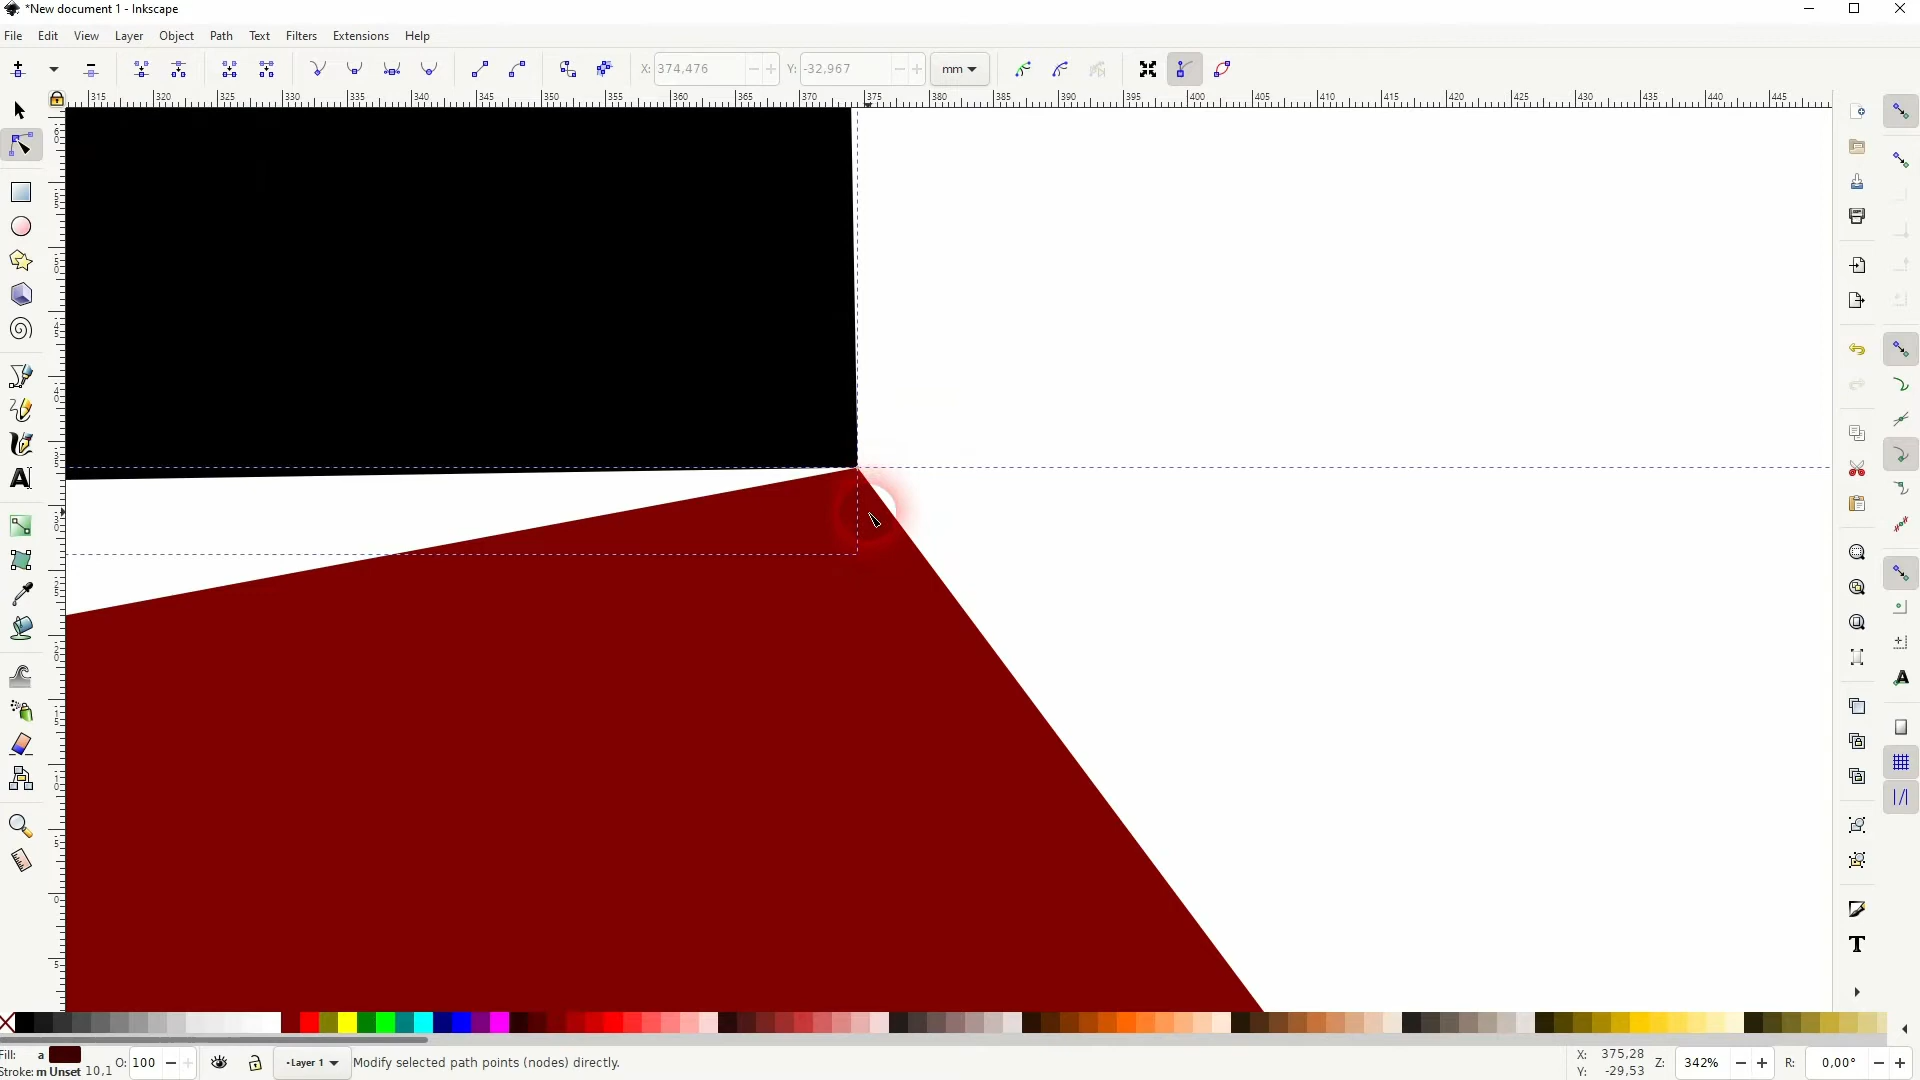 *New document 1 - Inkscape
File Edit View Layer Object Path Text Filters Extensions Help
X: 374,476 Y: -32,967 mm
315 320 325 330 335 340 345 350 355 360 365 370 375 380 385 390 395 400 405 410 415 420 425 430 435 440 445
Fill: a O: 100 Layer 1 Modify selected path points (nodes) directly. X: 375,28 Z: 342% R: 0,00°
Stroke: m Unset 10,1 Y: -29,53